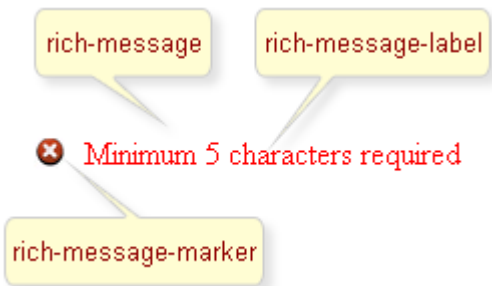 rich-message
rich-message-label
Minimum 5 characters required
rich-message-marker